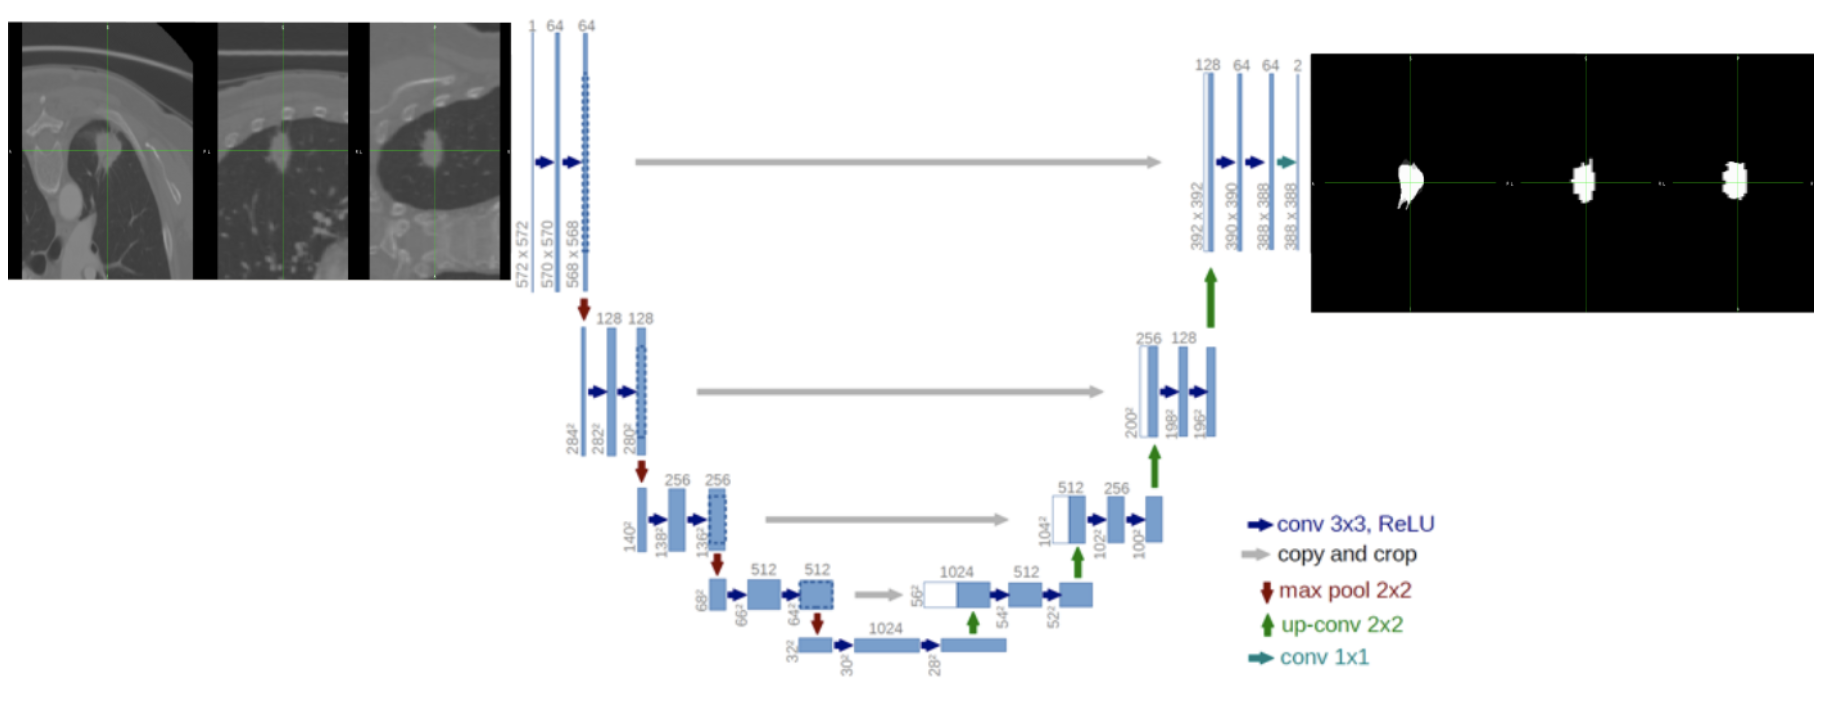 1 64 64
572 x 572
570 x 570
568 x 568
128 64 64 2
392 x 392
390 x 390
388 x 388
388 x 388
128 128
284²
282²
280²
256 128
200²
198²
196²
256 256
140²
138²
136²
512 256
104²
102²
100²
512 512
68²
66²
64²
1024 512
56²
54²
52²
1024
32²
30²
28²
conv 3x3, ReLU
copy and crop
max pool 2x2
up-conv 2x2
conv 1x1